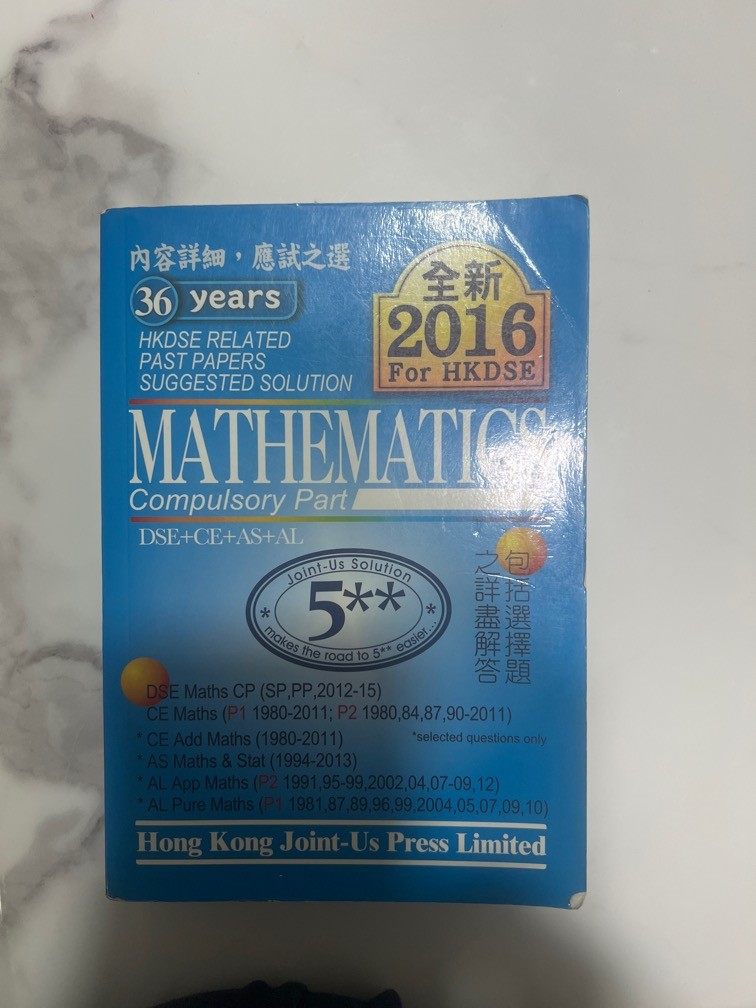 內容詳細，應試之選
36 years
HKDSE RELATED
PAST PAPERS
SUGGESTED SOLUTION
全新
2016
For HKDSE
MATHEMATICS
Compulsory Part
DSE+CE+AS+AL
Joint-Us Solution
* 5** *
makes the road to 5** easier...
包括選擇題
之詳盡解答
DSE Maths CP (SP,PP,2012-15)
CE Maths (P1 1980-2011; P2 1980,84,87,90-2011)
* CE Add Maths (1980-2011) *selected questions only
* AS Maths & Stat (1994-2013)
* AL App Maths (P2 1991,95-99,2002,04,07-09,12)
* AL Pure Maths (P1 1981,87,89,96,99,2004,05,07,09,10)
Hong Kong Joint-Us Press Limited